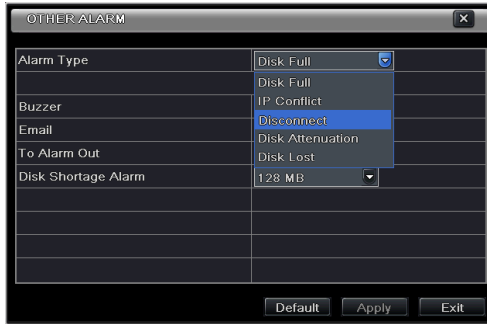 OTHER ALARM
Alarm Type Disk Full
Disk Full
Buzzer IP Conflict
Email Disconnect
Disk Attenuation
To Alarm Out Disk Lost
Disk Shortage Alarm 128 MB
Default Apply Exit